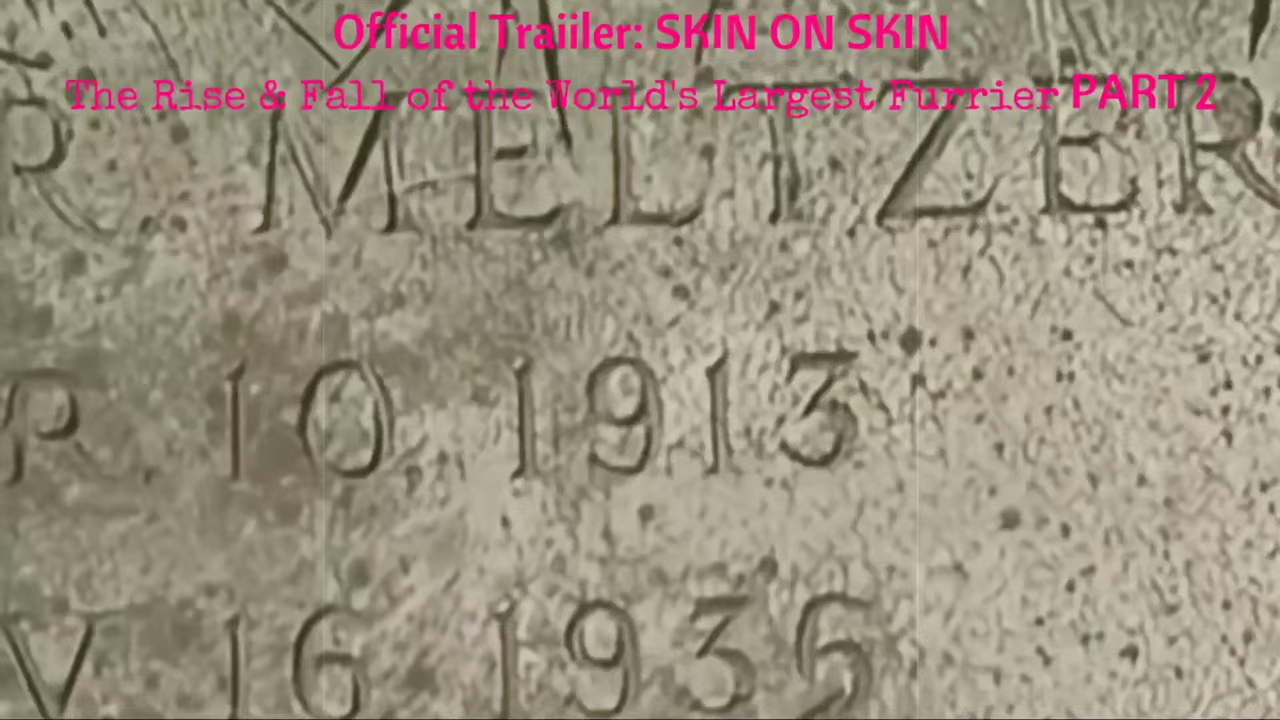 Official Traiiler: SKIN ON SKIN
The Rise & Fall of the World's Largest Furrier PART 2
R MELTZER
R 10 1913
V 16 1935